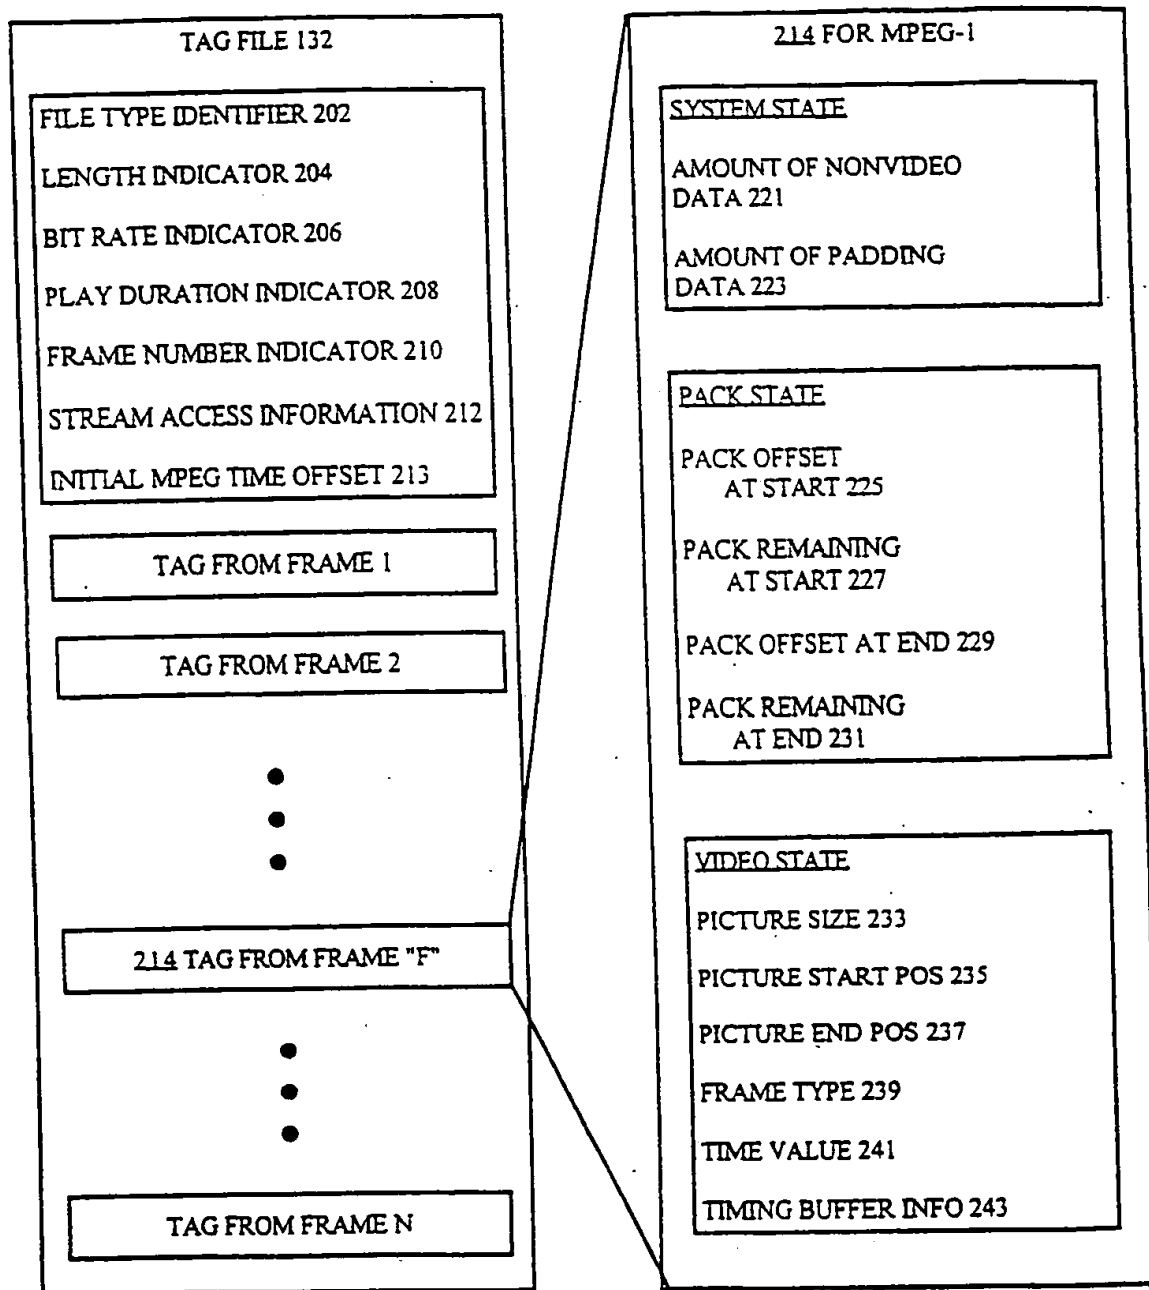 TAG FILE 132
FILE TYPE IDENTIFIER 202
LENGTH INDICATOR 204
BIT RATE INDICATOR 206
PLAY DURATION INDICATOR 208
FRAME NUMBER INDICATOR 210
STREAM ACCESS INFORMATION 212
INITIAL MPEG TIME OFFSET 213
TAG FROM FRAME 1
TAG FROM FRAME 2
214 TAG FROM FRAME "F"
TAG FROM FRAME N
214 FOR MPEG-1
SYSTEM STATE
AMOUNT OF NONVIDEO
DATA 221
AMOUNT OF PADDING
DATA 223
PACK STATE
PACK OFFSET
AT START 225
PACK REMAINING
AT START 227
PACK OFFSET AT END 229
PACK REMAINING
AT END 231
VIDEO STATE
PICTURE SIZE 233
PICTURE START POS 235
PICTURE END POS 237
FRAME TYPE 239
TIME VALUE 241
TIMING BUFFER INFO 243